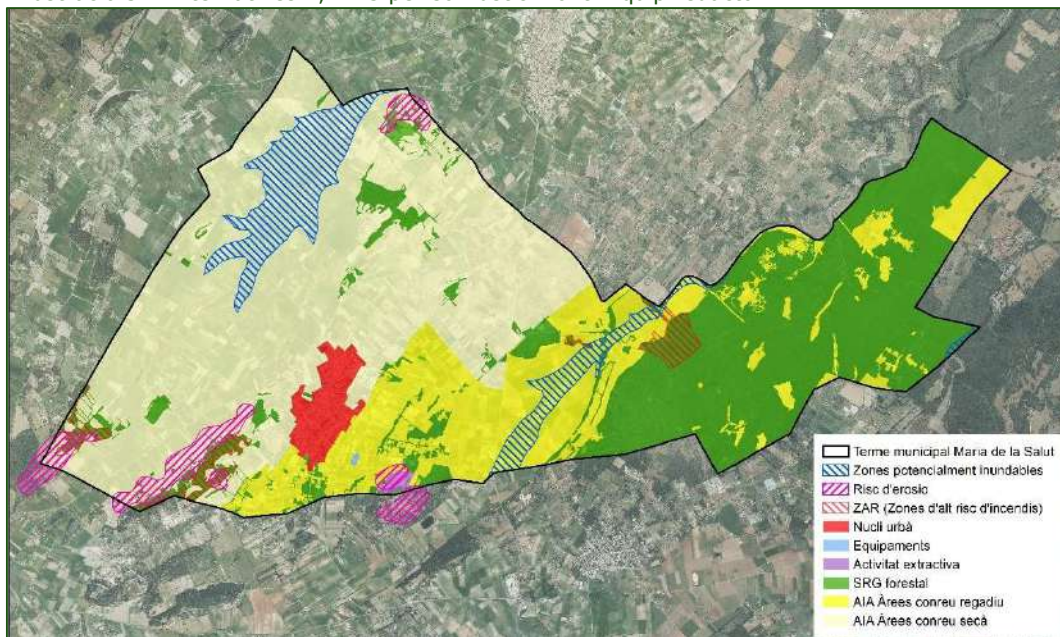 Terme municipal Maria de la Salut
Zones potencialment inundables
Risc d'erosio
ZAR (Zones d'alt risc d'incendis)
Nucli urbà
Equipaments
Activitat extractiva
SRG forestal
AIA Àrees conreu regadiu
AIA Àrees conreu secà